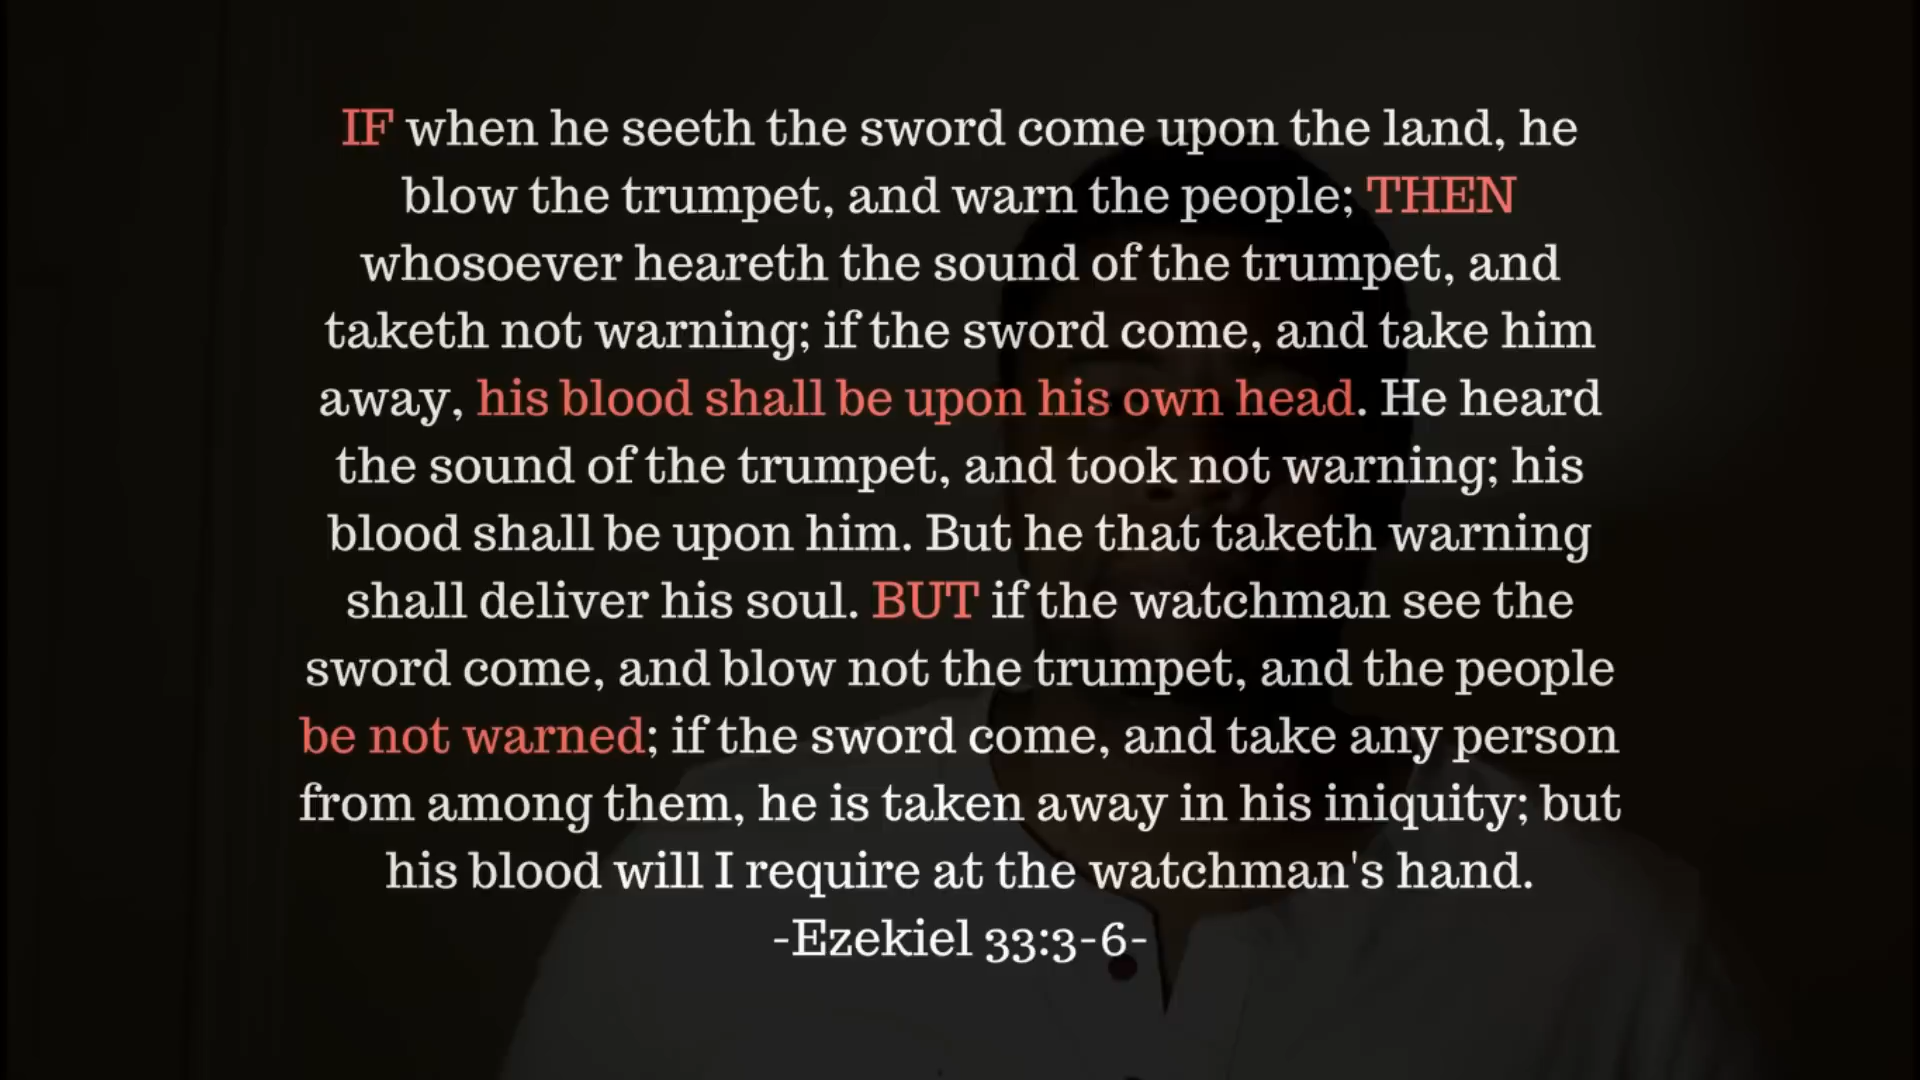 IF when he seeth the sword come upon the land, he
blow the trumpet, and warn the people; THEN
whosoever heareth the sound of the trumpet, and
taketh not warning; if the sword come, and take him
away, his blood shall be upon his own head. He heard
the sound of the trumpet, and took not warning; his
blood shall be upon him. But he that taketh warning
shall deliver his soul. BUT if the watchman see the
sword come, and blow not the trumpet, and the people
be not warned; if the sword come, and take any person
from among them, he is taken away in his iniquity; but
his blood will I require at the watchman's hand.
-Ezekiel 33:3-6-